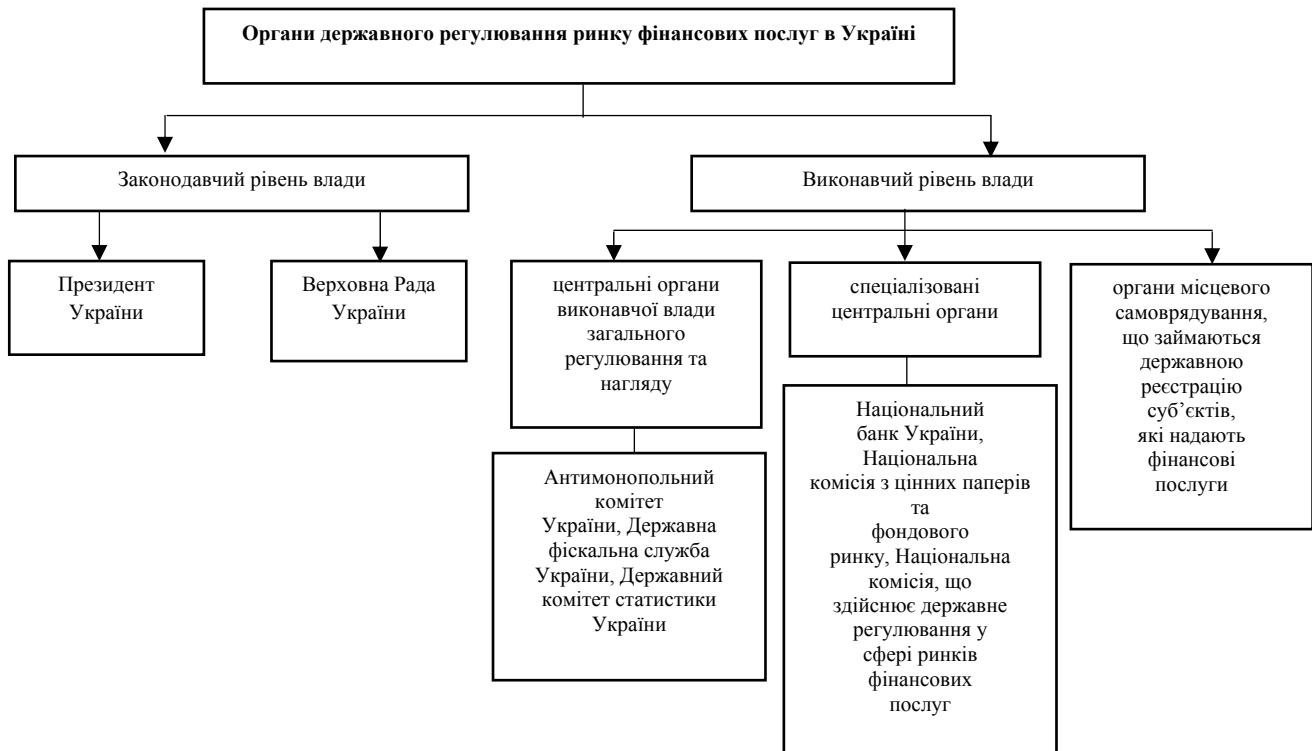 Органи державного регулювання ринку фінансових послуг в Україні
Законодавчий рівень влади
Виконавчий рівень влади
Президент
України
Верховна Рада
України
центральні органи
виконавчої влади
загального
регулювання та
нагляду
спеціалізовані
центральні органи
органи місцевого
самоврядування,
що займаються
державною
реєстрацію
суб’єктів,
які надають
фінансові
послуги
Антимонопольний
комітет
України, Державна
фіскальна служба
України, Державний
комітет статистики
України
Національний
банк України,
Національна
комісія з цінних паперів
та
фондового
ринку, Національна
комісія, що
здійснює державне
регулювання у
сфері ринків
фінансових
послуг